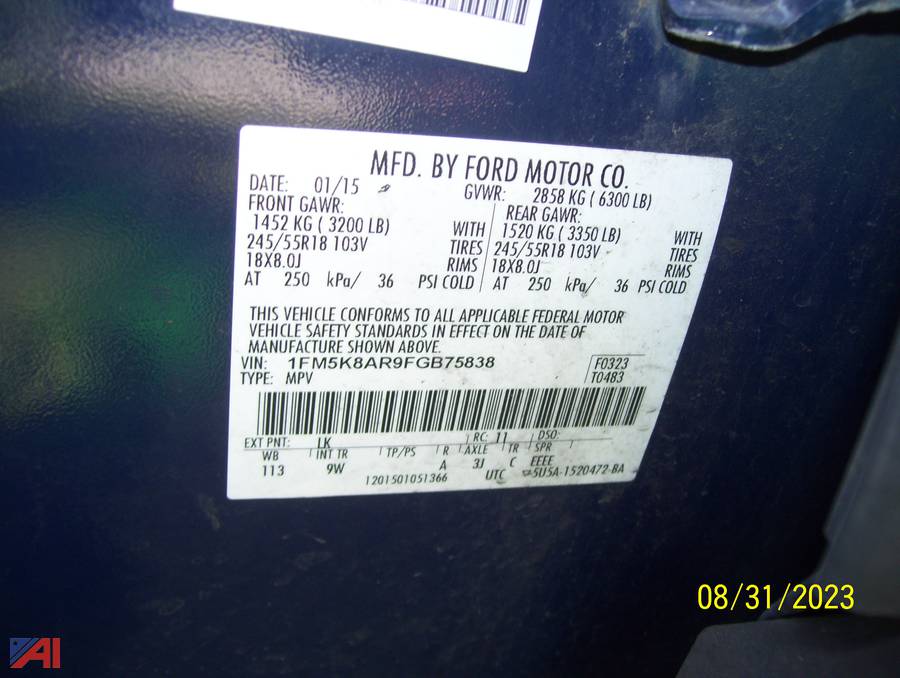 MFD. BY FORD MOTOR CO.
DATE: 01/15 GVWR: 2858 KG ( 6300 LB)
FRONT GAWR: REAR GAWR:
1452 KG ( 3200 LB) WITH 1520 KG ( 3350 LB) WITH
245/55R18 103V TIRES 245/55R18 103V TIRES
18X8.0J RIMS 18X8.0J RIMS
AT 250 kPa/ 36 PSI COLD AT 250 kPa/ 36 PSI COLD
THIS VEHICLE CONFORMS TO ALL APPLICABLE FEDERAL MOTOR
VEHICLE SAFETY STANDARDS IN EFFECT ON THE DATE OF
MANUFACTURE SHOWN ABOVE.
VIN: 1FM5K8AR9FGB75838 F0323
TYPE: MPV T0483
EXT PNT: LK RC: 11 DSO:
WB INT TR TP/PS R AXLE TR SPR
113 9W A 3J C EEEE
1201501051366 UTC 5U5A-1520472-BA
08/31/2023
AI